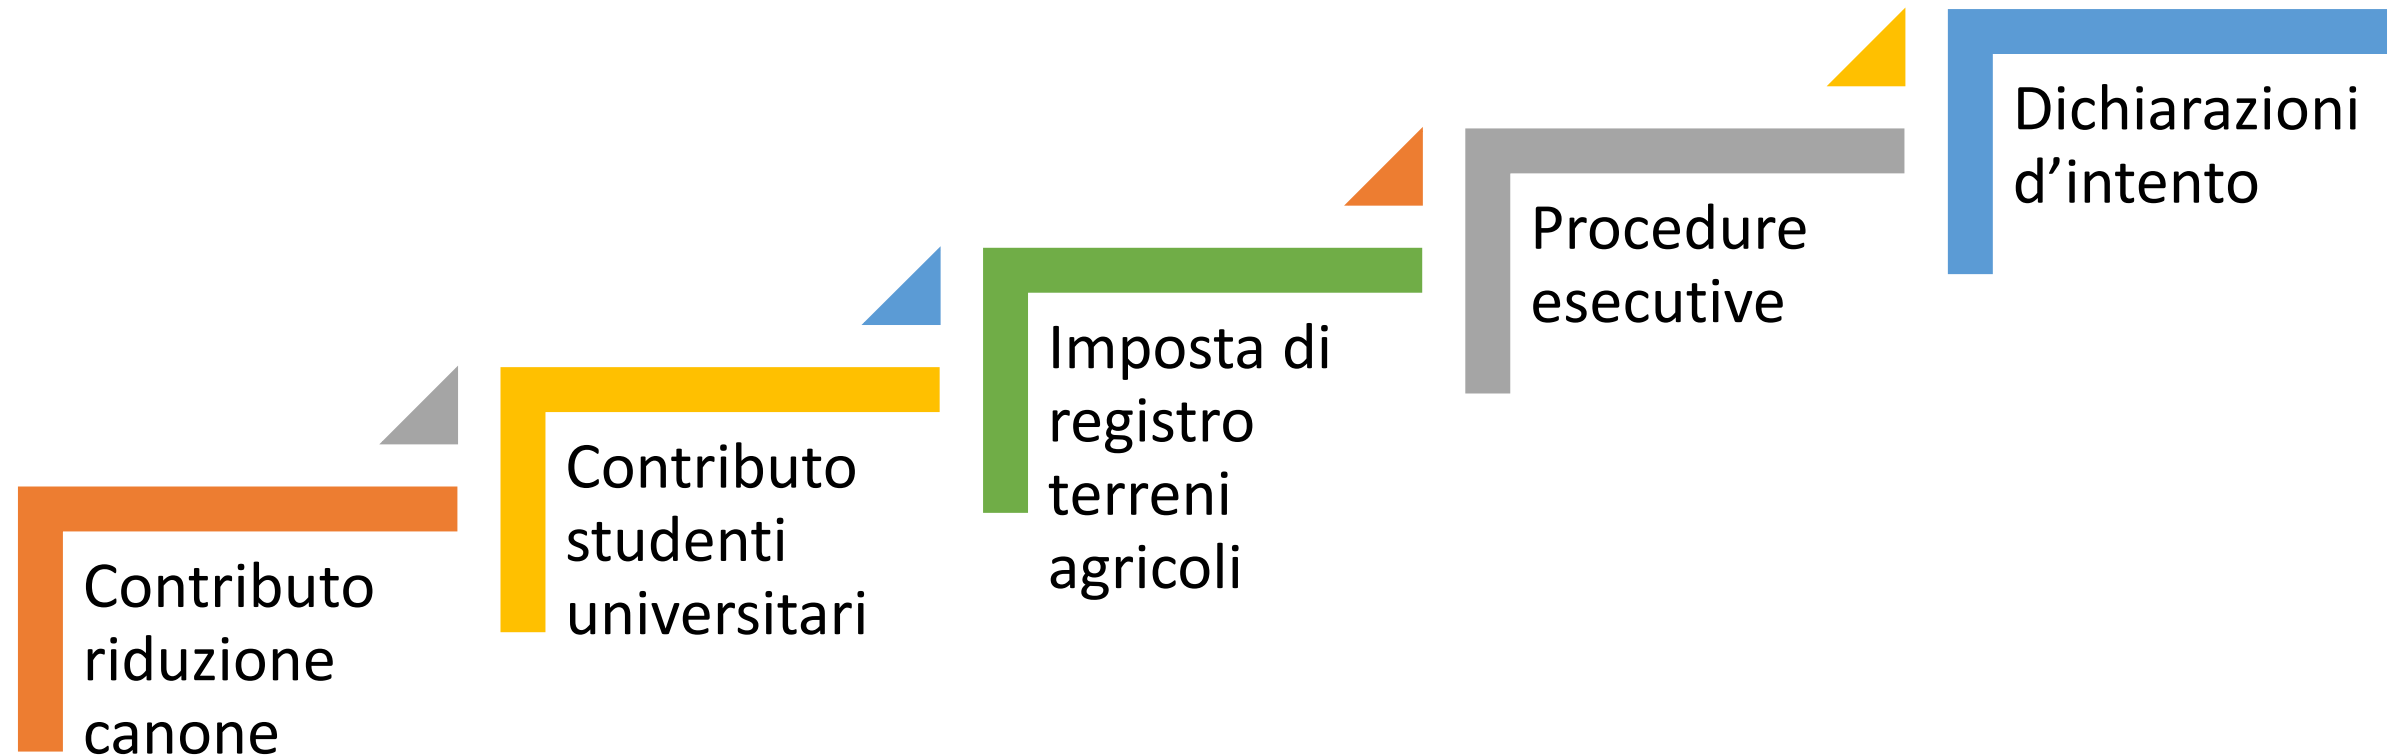 Contributo
riduzione
canone
Contributo
studenti
universitari
Imposta di
registro
terreni
agricoli
Procedure
esecutive
Dichiarazioni
d’intento